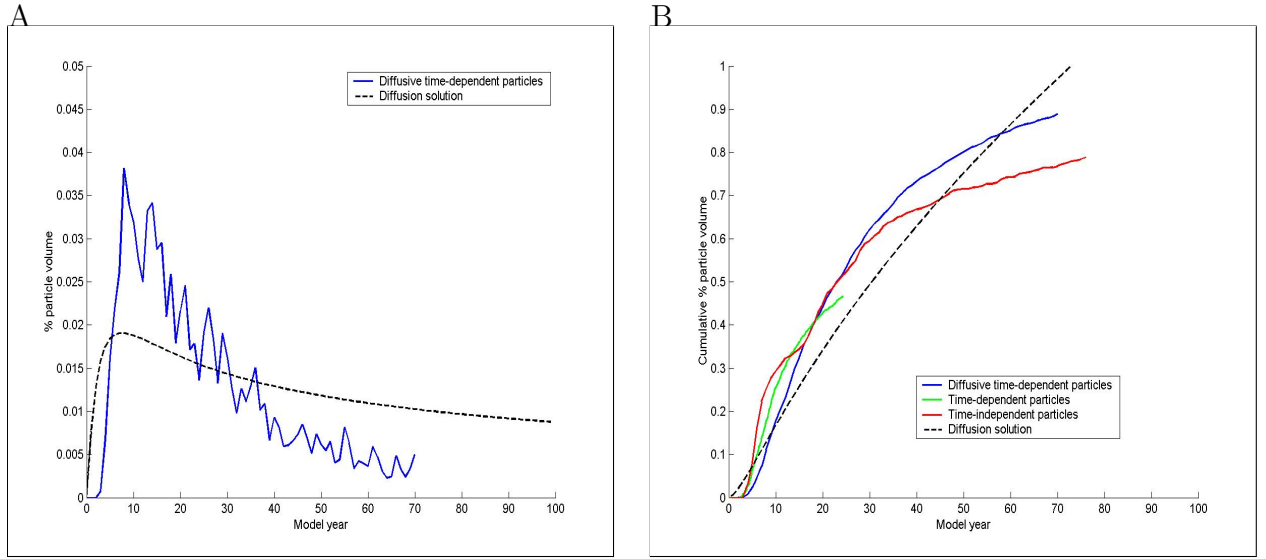 A
0.05
0.045
0.04
0.035
0.03
0.025
0.02
0.015
0.01
0.005
0
% particle volume
Diffusive time-dependent particles
Diffusion solution
0 10 20 30 40 50 60 70 80 90 100
Model year
B
1
0.9
0.8
0.7
0.6
0.5
0.4
0.3
0.2
0.1
0
Cumulative % particle volume
Diffusive time-dependent particles
Time-dependent particles
Time-independent particles
Diffusion solution
0 10 20 30 40 50 60 70 80 90 100
Model year